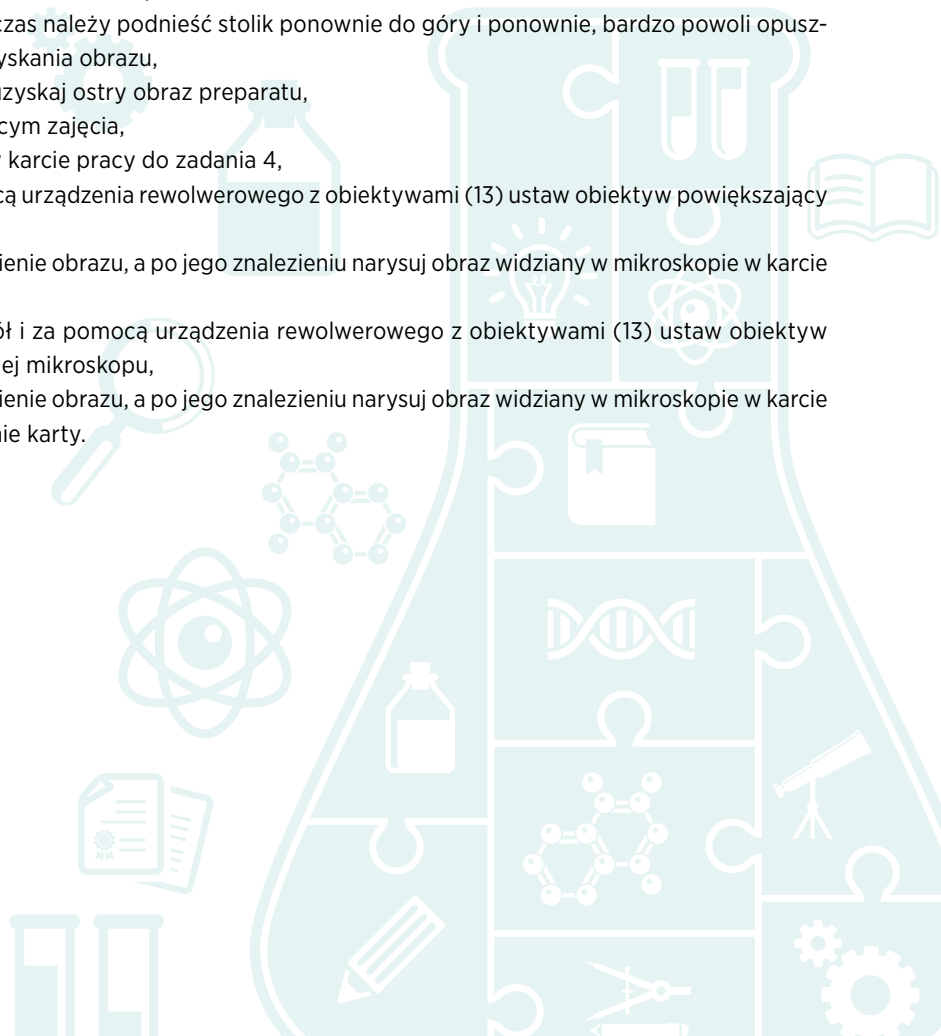 czas należy podnieść stolik ponownie do góry i ponownie, bardzo powoli opusz-
yskania obrazu,
uzyskaj ostry obraz preparatu,
cym zajęcia,
karcie pracy do zadania 4,
cą urządzenia rewolwerowego z obiektywami (13) ustaw obiektyw powiększający
ienie obrazu, a po jego znalezieniu narysuj obraz widziany w mikroskopie w karcie
ół i za pomocą urządzenia rewolwerowego z obiektywami (13) ustaw obiektyw
ej mikroskopu,
ienie obrazu, a po jego znalezieniu narysuj obraz widziany w mikroskopie w karcie
ie karty.